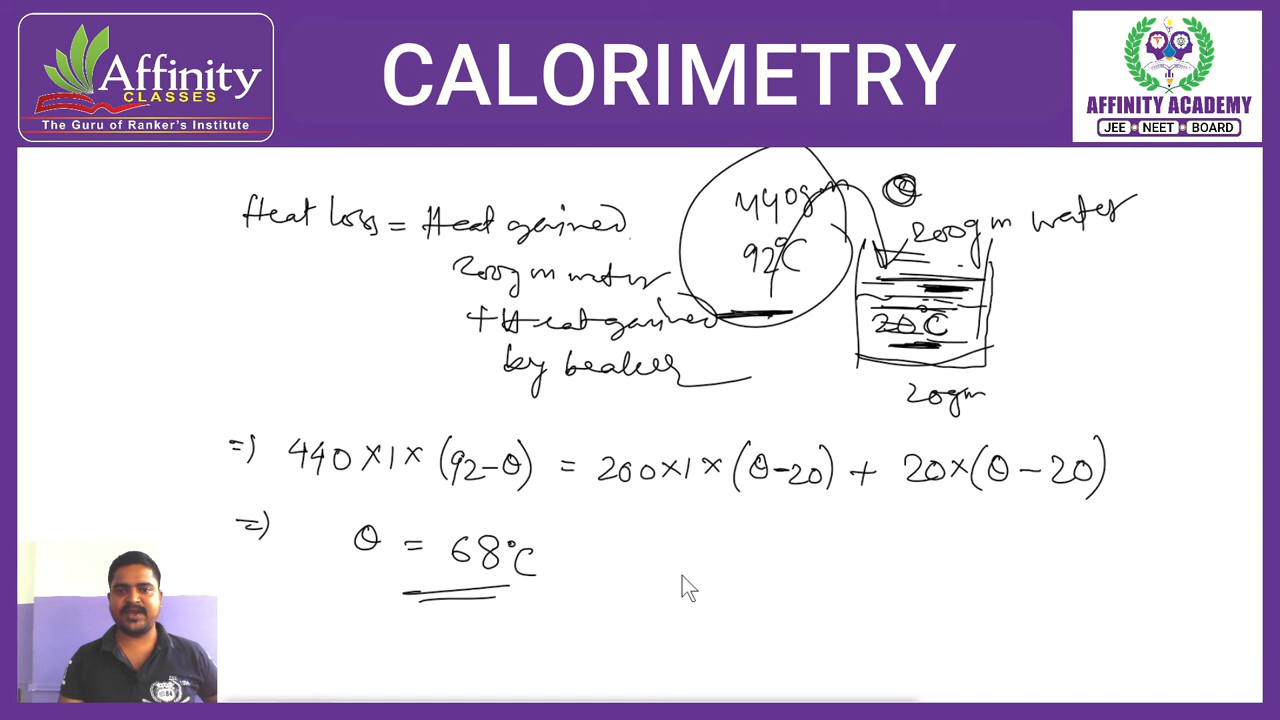 Affinity
CLASSES
The Guru of Ranker's Institute
CALORIMETRY
AFFINITY ACADEMY
JEE NEET BOARD
Heat loss = Heat gained
200gm water
+ Heat gained
by beaker
440gm
92°C
θ
200gm water
20°C
20gm
=) 440×1×(92-θ) = 200×1×(θ-20) + 20×(θ-20)
=) θ = 68°C